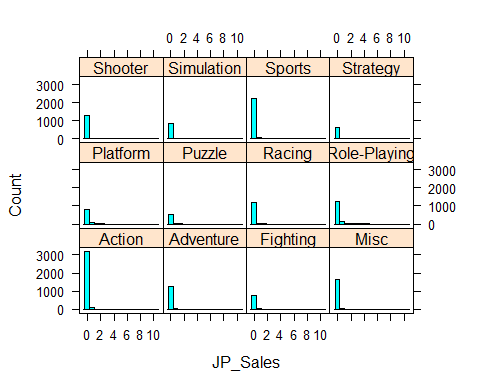 0 2 4 6 8 10 0 2 4 6 8 10
Shooter Simulation Sports Strategy
3000
2000
1000
0
Platform Puzzle Racing Role-Playing
3000
2000
1000
0
Action Adventure Fighting Misc
3000
2000
1000
0
0 2 4 6 8 10 0 2 4 6 8 10
Count
JP_Sales